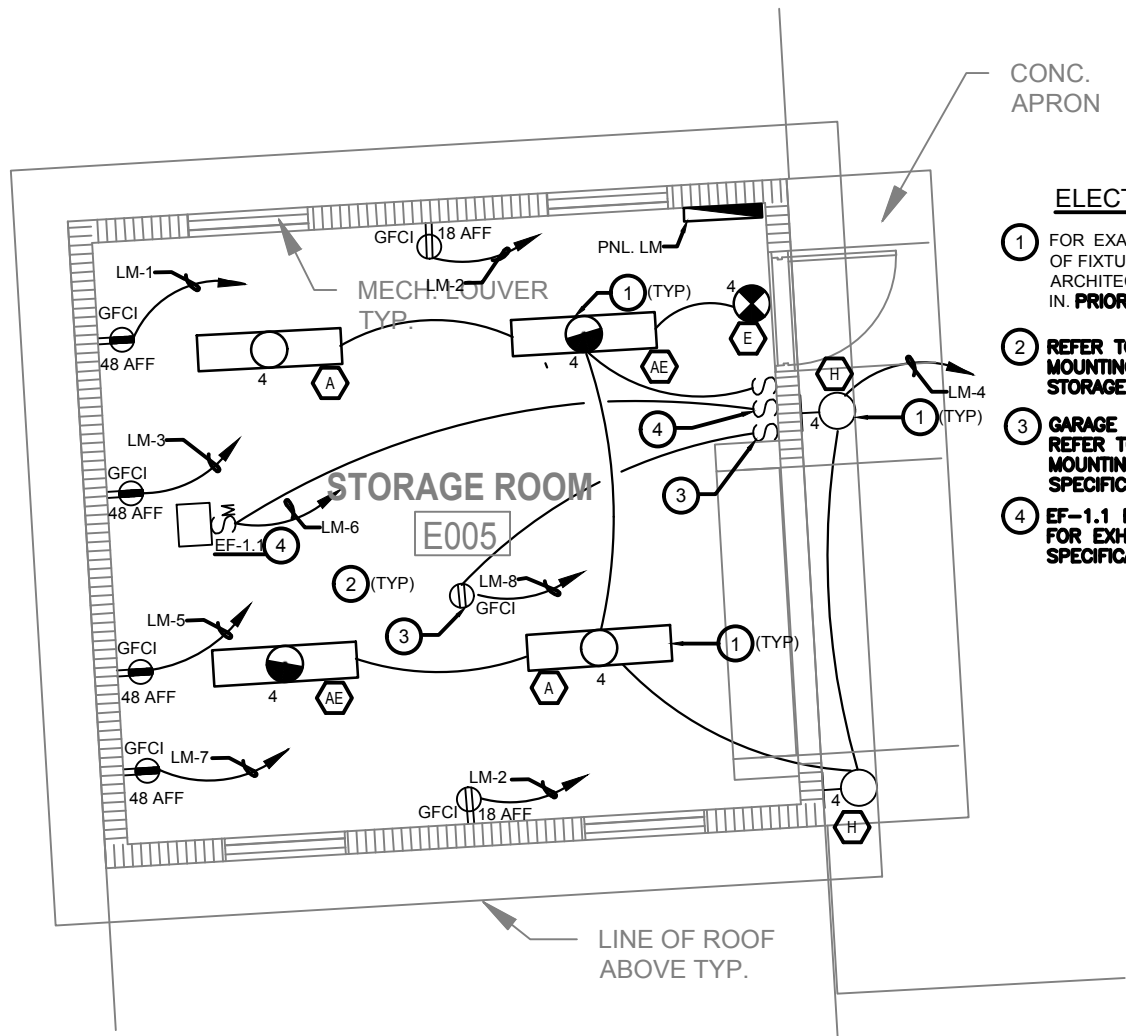 CONC.
APRON
ELECT
1 FOR EXA
OF FIXTU
ARCHITEC
IN. PRIOR
2 REFER TO
MOUNTING
STORAGE
3 GARAGE
REFER TO
MOUNTIN
SPECIFIC
4 EF-1.1
FOR EXH
SPECIFICA
GFCI 18 AFF
PNL. LM
LM-1
LM-2
MECH. LOUVER
TYP.
1 (TYP)
4
E
GFCI
48 AFF
4
A
4
AE
H
LM-4
4
1 (TYP)
4
LM-3
3
GFCI
48 AFF
STORAGE ROOM
E005
M
LM-6
EF-1.1 4
2 (TYP)
LM-8
GFCI
3
LM-5
GFCI
48 AFF
4
AE
1 (TYP)
4
A
GFCI
LM-7
48 AFF
LM-2
GFCI 18 AFF
4
H
LINE OF ROOF
ABOVE TYP.